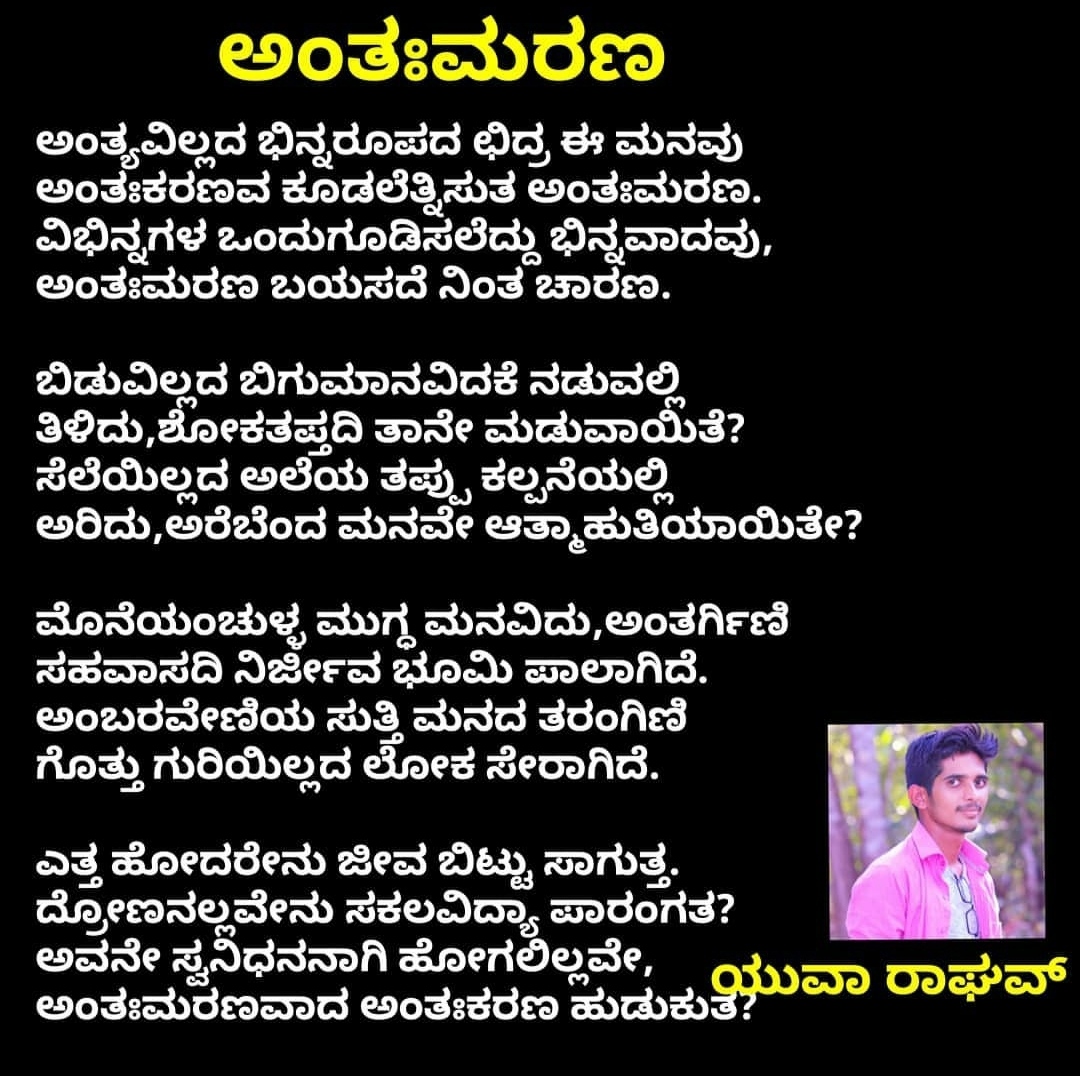 ಅಂತಃಮರಣ
ಅಂತ್ಯವಿಲ್ಲದ ಭಿನ್ನರೂಪದ ಛಿದ್ರ ಈ ಮನವು
ಅಂತಃಕರಣವ ಕೂಡಲೆತ್ನಿಸುತ ಅಂತಃಮರಣ.
ವಿಭಿನ್ನಗಳ ಒಂದುಗೂಡಿಸಲೆದ್ದು ಭಿನ್ನವಾದವು,
ಅಂತಃಮರಣ ಬಯಸದೆ ನಿಂತ ಚಾರಣ.

ಬಿಡುವಿಲ್ಲದ ಬಿಗುಮಾನವಿದಕೆ ನಡುವಲ್ಲಿ
ತಿಳಿದು,ಶೋಕತಪ್ತದಿ ತಾನೇ ಮಡುವಾಯಿತೆ?
ಸೆಲೆಯಿಲ್ಲದ ಅಲೆಯ ತಪ್ಪು ಕಲ್ಪನೆಯಲ್ಲಿ
ಅರಿದು,ಅರೆಬೆಂದ ಮನವೇ ಆತ್ಮಾಹುತಿಯಾಯಿತೇ?

ಮೊನೆಯಂಚುಳ್ಳ ಮುಗ್ಧ ಮನವಿದು,ಅಂತರ್ಗಿಣಿ
ಸಹವಾಸದಿ ನಿರ್ಜೀವ ಭೂಮಿ ಪಾಲಾಗಿದೆ.
ಅಂಬರವೇಣಿಯ ಸುತ್ತಿ ಮನದ ತರಂಗಿಣಿ
ಗೊತ್ತು ಗುರಿಯಿಲ್ಲದ ಲೋಕ ಸೇರಾಗಿದೆ.

ಎತ್ತ ಹೋದರೇನು ಜೀವ ಬಿಟ್ಟು ಸಾಗುತ್ತ.
ದ್ರೋಣನಲ್ಲವೇನು ಸಕಲವಿದ್ಯಾ ಪಾರಂಗತ?
ಅವನೇ ಸ್ವನಿಧನನಾಗಿ ಹೋಗಲಿಲ್ಲವೇ,
ಅಂತಃಮರಣವಾದ ಅಂತಃಕರಣ ಹುಡುಕುತ?
ಯುವಾ ರಾಘವ್